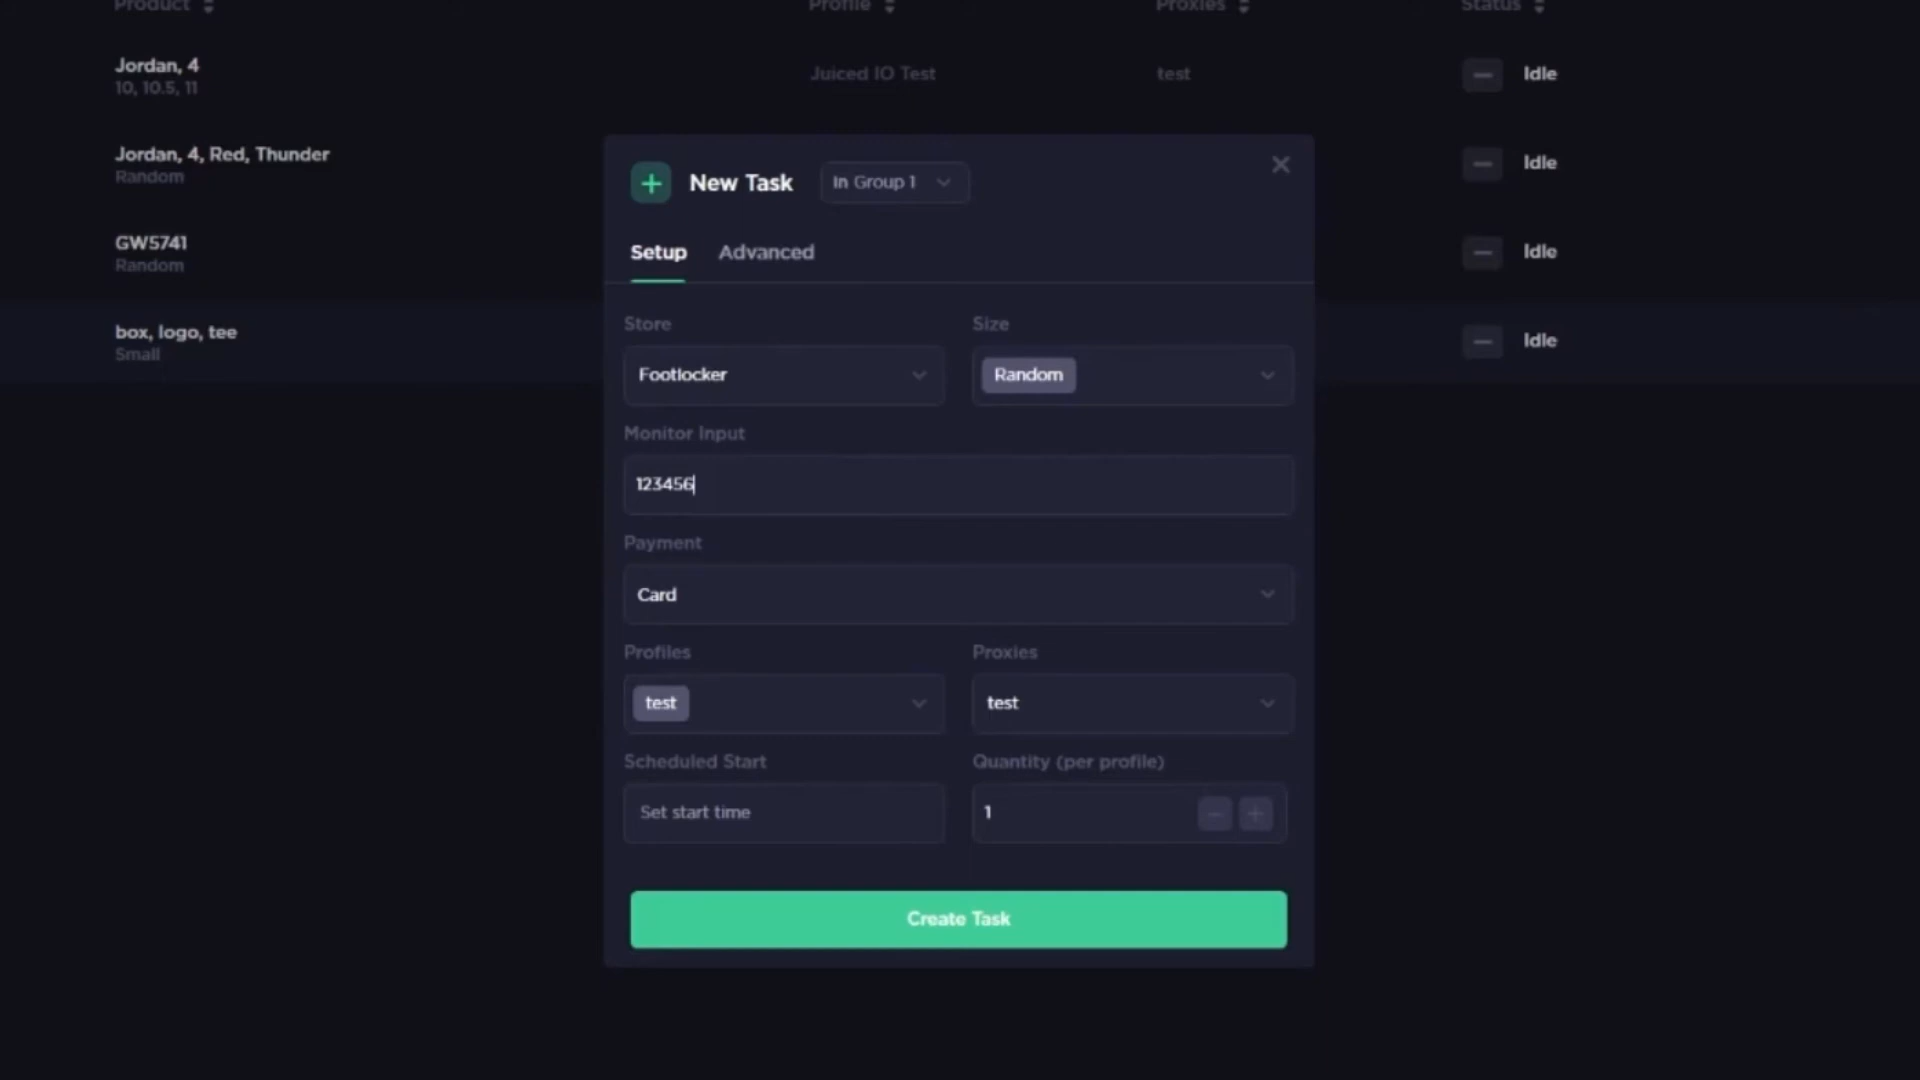 Product Profile Proxies Status
Jordan, 4
10, 10.5, 11
Juiced IO Test
test
Idle
Jordan, 4, Red, Thunder
Random
Idle
GW5741
Random
Idle
box, logo, tee
Small
Idle
New Task
In Group 1
Setup Advanced
Store Size
Footlocker Random
Monitor Input
123456
Payment
Card
Profiles Proxies
test test
Scheduled Start Quantity (per profile)
Set start time 1
Create Task